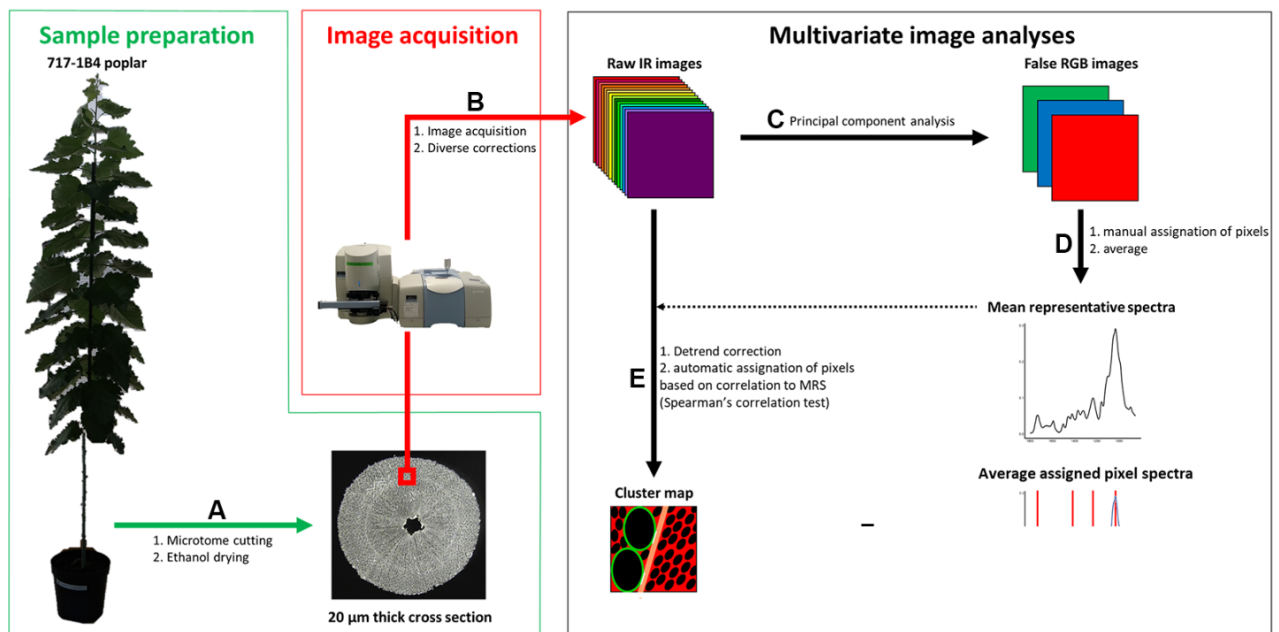 Sample preparation
717-1B4 poplar
A
1. Microtome cutting
2. Ethanol drying
20 µm thick cross section
Image acquisition
B
1. Image acquisition
2. Diverse corrections
Multivariate image analyses
Raw IR images
C
Principal component analysis
False RGB images
D
1. manual assignation of pixels
2. average
Mean representative spectra
E
1. Detrend correction
2. automatic assignation of pixels
based on correlation to MRS
(Spearman's correlation test)
Cluster map
Average assigned pixel spectra